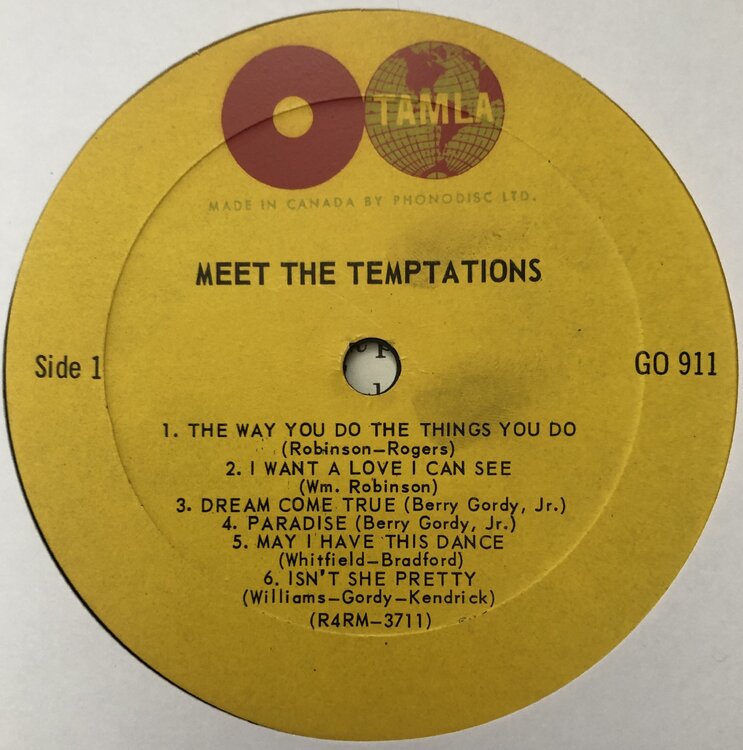 TAMLA
MADE IN CANADA BY PHONODISC LTD.
MEET THE TEMPTATIONS
Side 1
GO 911
1. THE WAY YOU DO THE THINGS YOU DO
(Robinson—Rogers)
2. I WANT A LOVE I CAN SEE
(Wm. Robinson)
3. DREAM COME TRUE (Berry Gordy, Jr.)
4. PARADISE (Berry Gordy, Jr.)
5. MAY I HAVE THIS DANCE
(Whitfield—Bradford)
6. ISN'T SHE PRETTY
(Williams—Gordy—Kendrick)
(R4RM—3711)